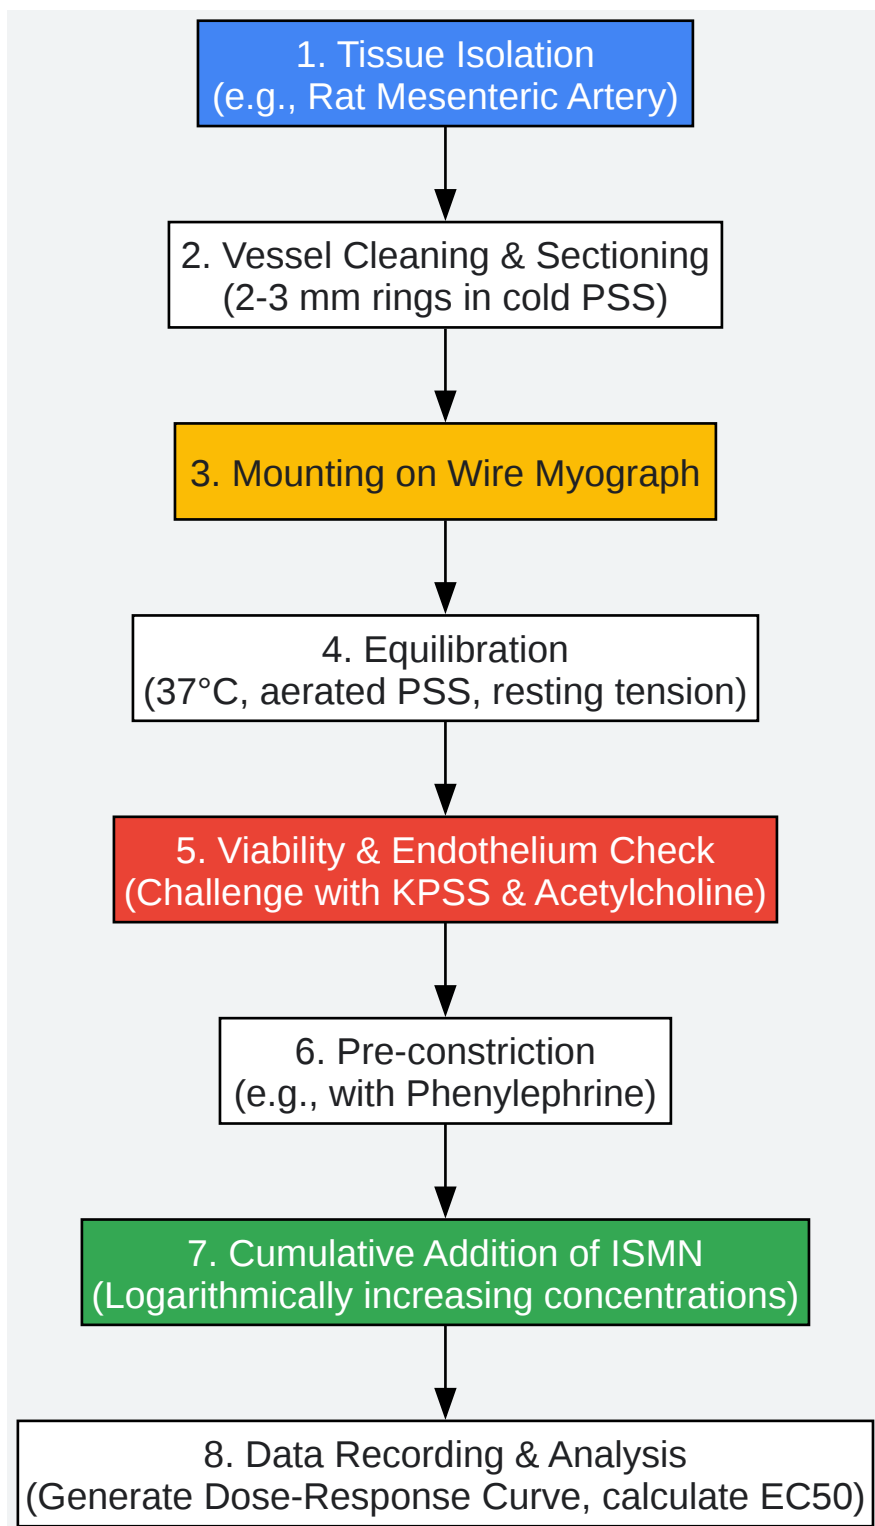 1. Tissue Isolation
(e.g., Rat Mesenteric Artery)
2. Vessel Cleaning & Sectioning
(2-3 mm rings in cold PSS)
3. Mounting on Wire Myograph
4. Equilibration
(37°C, aerated PSS, resting tension)
5. Viability & Endothelium Check
(Challenge with KPSS & Acetylcholine)
6. Pre-constriction
(e.g., with Phenylephrine)
7. Cumulative Addition of ISMN
(Logarithmically increasing concentrations)
8. Data Recording & Analysis
(Generate Dose-Response Curve, calculate EC50)